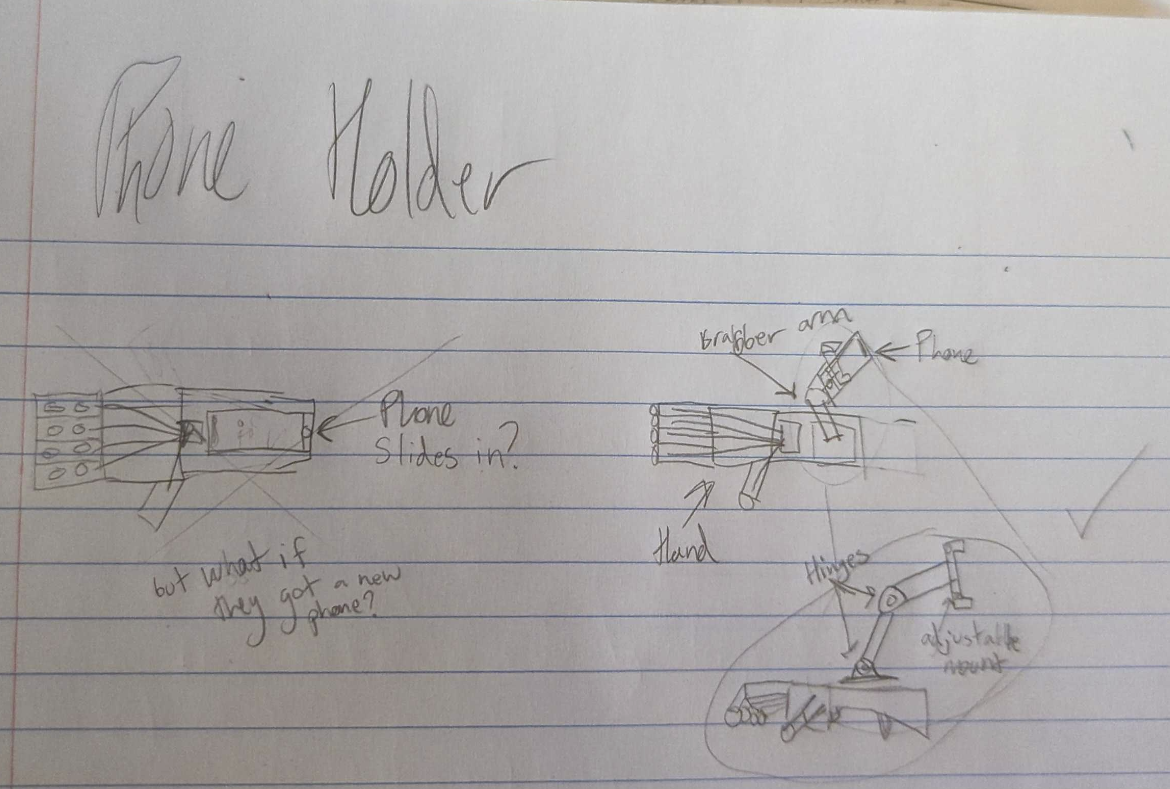 Phone Holder
Phone
Slides in?
but what if
they got a new
phone?
Grabber arm
Phone
Hand
Hinges
adjustable
mount